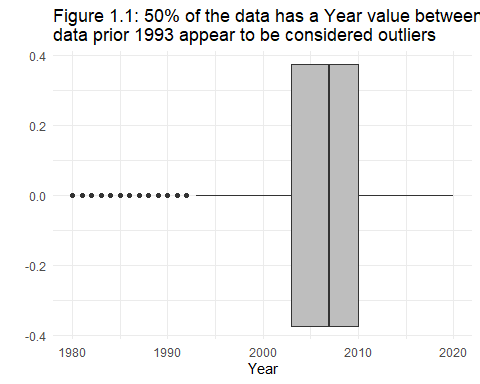 Figure 1.1: 50% of the data has a Year value between
data prior 1993 appear to be considered outliers
0.4
0.2
0.0
-0.2
-0.4
1980 1990 2000 2010 2020
Year